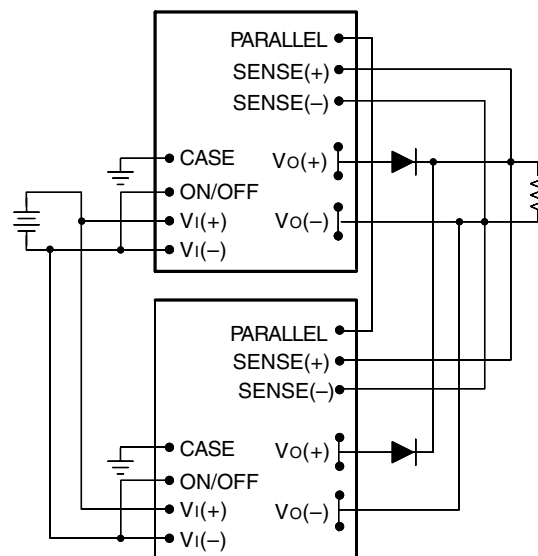 PARALLEL
SENSE(+)
SENSE(–)
CASE
VO(+)
ON/OFF
VI(+)
VO(–)
VI(–)
PARALLEL
SENSE(+)
SENSE(–)
CASE
VO(+)
ON/OFF
VI(+)
VO(–)
VI(–)